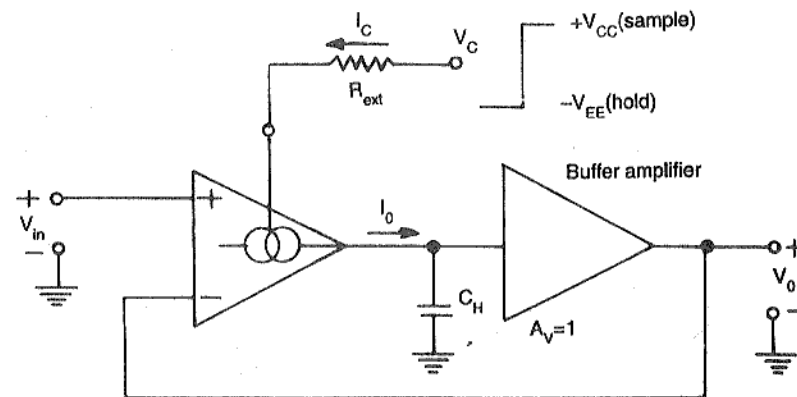 I_C
V_C
+V_CC(sample)
R_ext
−V_EE(hold)
Buffer amplifier
+
+
V_in
I_0
−
−
C_H
A_V=1
+
V_0
−